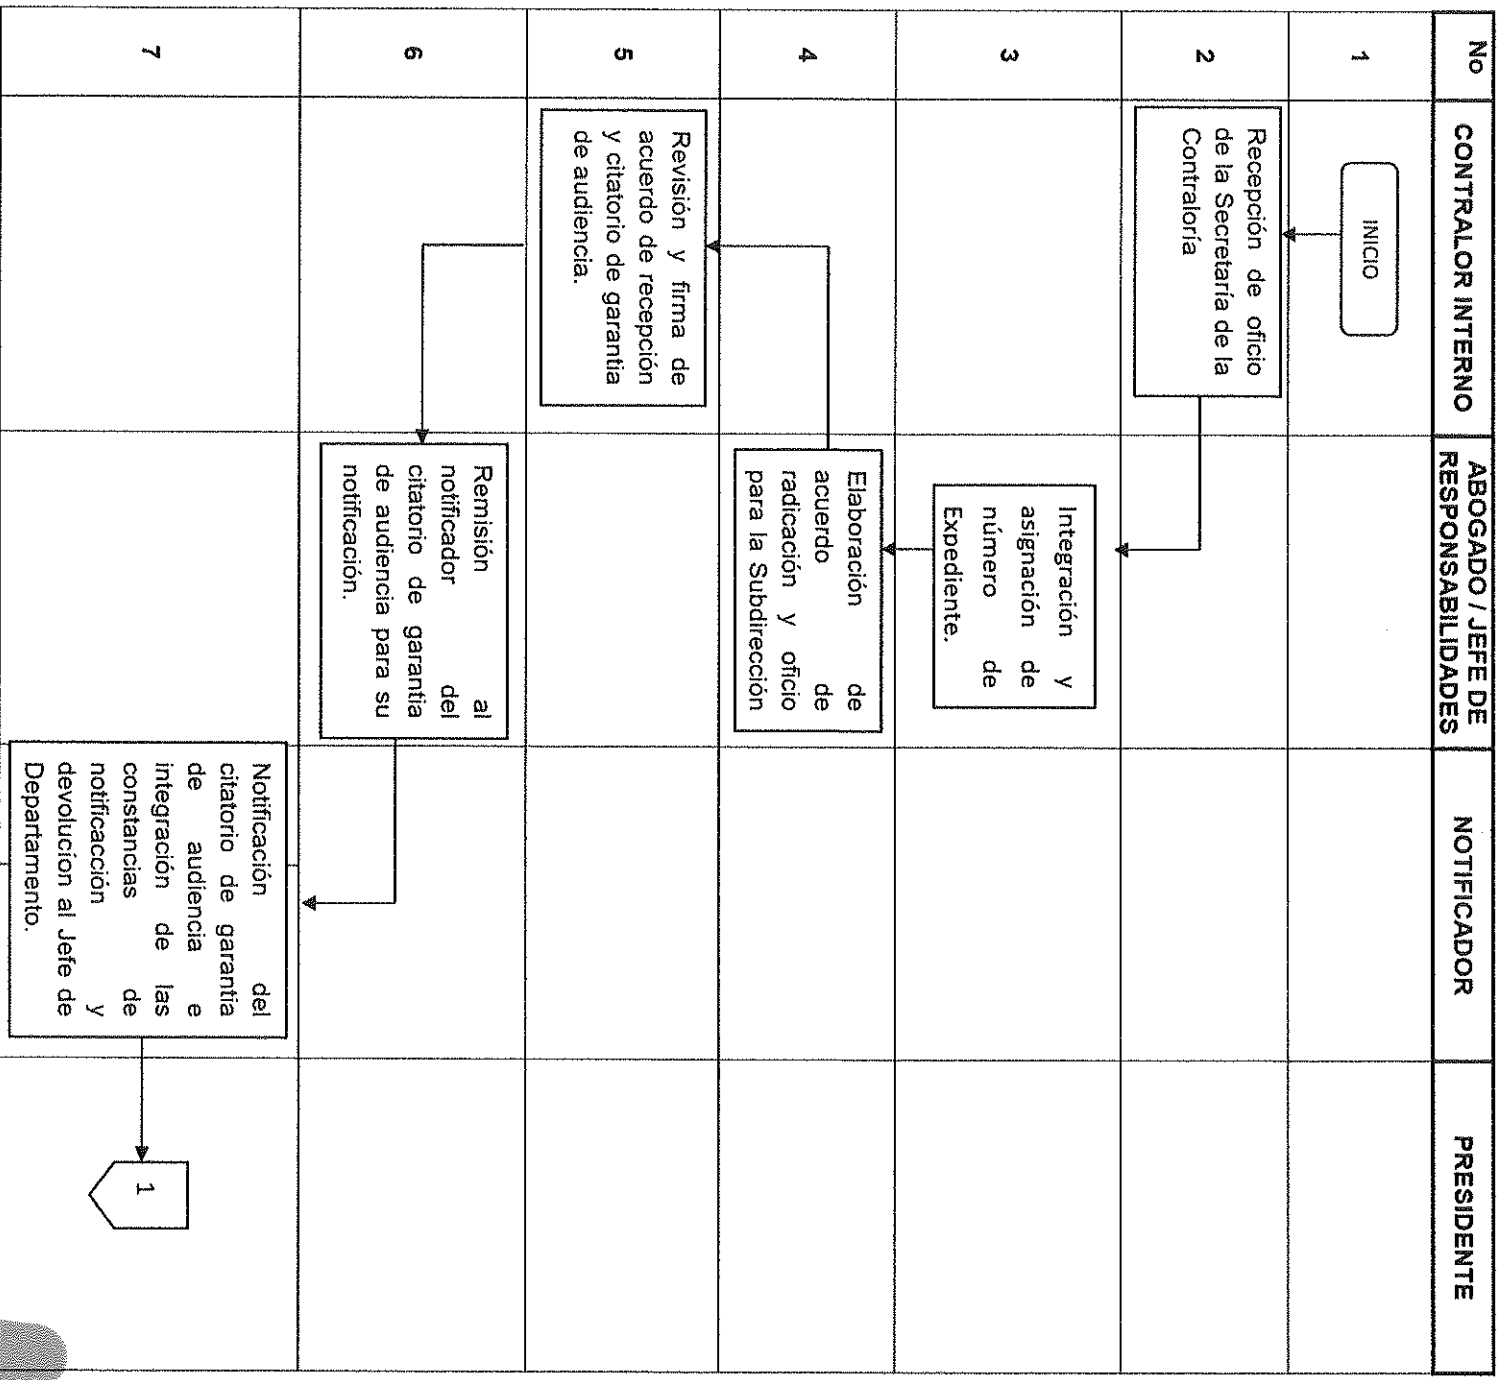 No
CONTRALOR INTERNO
ABOGADO / JEFE DE
RESPONSABILIDADES
NOTIFICADOR
PRESIDENTE
1
INICIO
2
Recepción de oficio
de la Secretaría de la
Contraloría
3
Integración y
asignación de
número de
Expediente.
4
Elaboración de
acuerdo de
radicación y oficio
para la Subdirección
5
Revisión y firma de
acuerdo de recepción
y citatorio de garantia
de audiencia.
6
Remisión al
notificador del
citatorio de garantia
de audiencia para su
notificación.
7
Notificación del
citatorio de garantia
de audiencia e
integración de las
constancias de
notificacción y
devolucion al Jefe de
Departamento.
1